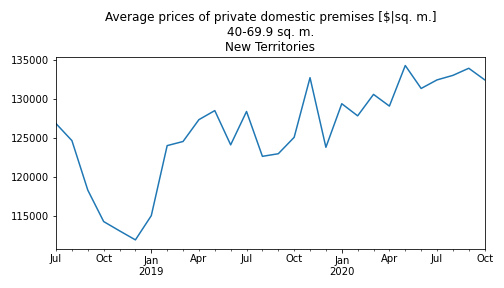 Average prices of private domestic premises [$|sq. m.]
40-69.9 sq. m.
New Territories
135000
130000
125000
120000
115000
Jul Oct Jan Apr Jul Oct Jan Apr Jul Oct
2019 2020